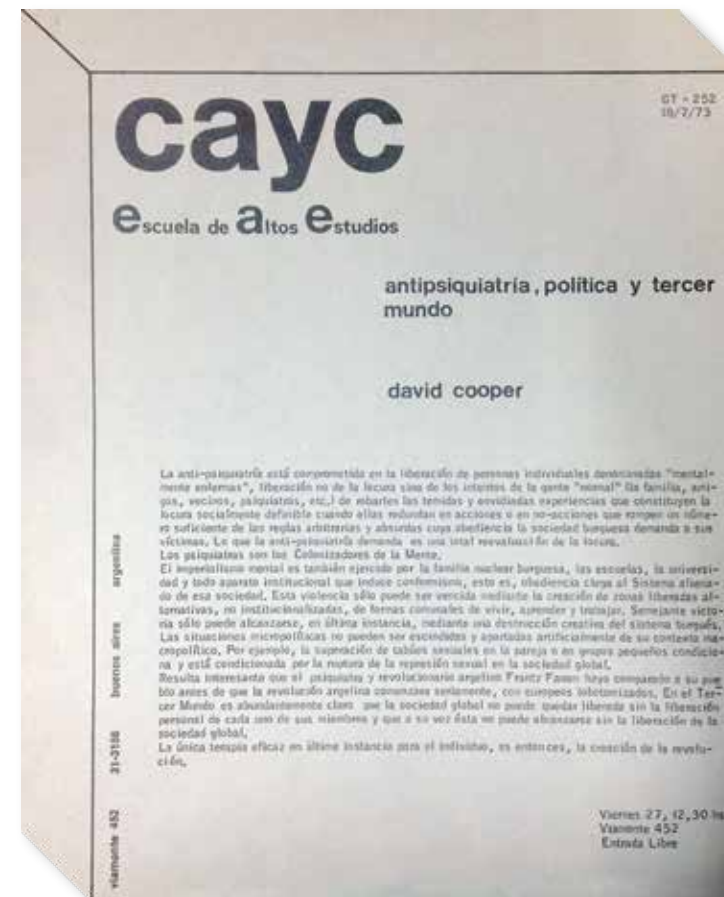 cayc
GT - 252
18/7/73
escuela de altos estudios
antipsiquiatría, política y tercer
mundo
david cooper
La anti-psiquiatría está comprometida en la liberación de personas individuales denominadas "mental-
mente enfermas", liberación no de la locura sino de los intentos de la gente "normal" (la familia, ami-
gos, vecinos, psiquiatras, etc.) de robarles las temidas y envidiadas experiencias que constituyen la
locura socialmente definible cuando ellas redundan en acciones o en no-acciones que rompen un núme-
ro suficiente de las reglas arbitrarias y absurdas cuya obediencia la sociedad burguesa demanda a sus
víctimas. Lo que la anti-psiquiatría demanda es una total reevaluación de la locura.
Los psiquiatras son los Colonizadores de la Mente.
El imperialismo mental es también ejercido por la familia nuclear burguesa, las escuelas, la universi-
dad y todo aparato institucional que induce conformismo, esto es, obediencia ciega al Sistema aliena-
do de esa sociedad. Esta violencia sólo puede ser vencida mediante la creación de zonas liberadas al-
ternativas, no institucionalizadas, de formas comunales de vivir, aprender y trabajar. Semejante victo-
ria sólo puede alcanzarse, en última instancia, mediante una destrucción creativa del sistema burgués.
Las situaciones micropolíticas no pueden ser escindidas y apartadas artificialmente de su contexto ma-
cropolítico. Por ejemplo, la superación de tabúes sexuales en la pareja o en grupos pequeños condicio-
na y está condicionada por la ruptura de la represión sexual en la sociedad global.
Resulta interesante que el psiquiatra y revolucionario argelino Frantz Fanon haya comparado a su pue
blo antes de que la revolución argelina comenzara seriamente, con europeos lobotomizados. En el Ter-
cer Mundo es abundantemente claro que la sociedad global no puede quedar liberada sin la liberación
personal de cada uno de sus miembros y que a su vez ésta no puede alcanzarse sin la liberación de la
sociedad global.
La única terapia eficaz en última instancia para el individuo, es entonces, la creación de la revolu-
ción.
Viernes 27, 12,30 hs
Viamonte 452
Entrada Libre
viamonte 452 31-3186 buenos aires argentina